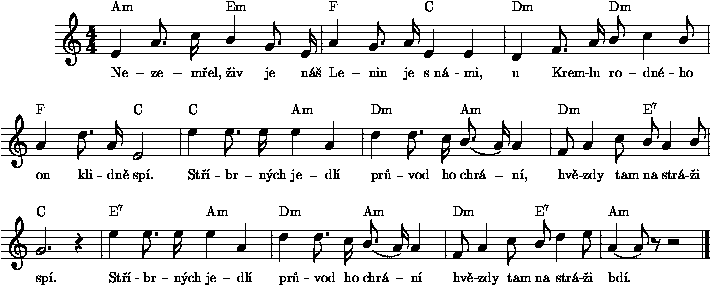 Am Em F C Dm Dm
Ne – ze – mřel, živ je náš Le – nin je s ná – mi, u Krem – lu ro – dné – ho
F C C Am Dm Am Dm E7
on kli – dně spí. Stří – br – ných je – dlí prů – vod ho chrá – ní, hvě – zdy tam na strá – ži
C E7 Am Dm Am Dm E7 Am
spí. Stří – br – ných je – dlí prů – vod ho chrá – ní hvě – zdy tam na strá – ži bdí.